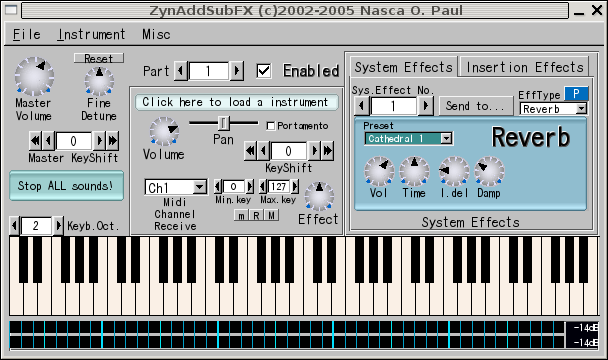 ZynAddSubFX (c)2002-2005 Nasca O. Paul
File Instrument Misc
Master Volume
Reset
Fine Detune
0
Master KeyShift
Stop ALL sounds!
2 Keyb.Oct.
Part 1 Enabled
Click here to load a instrument
Volume
Pan
Portamento
0
KeyShift
Ch1
Midi Channel Receive
0 127
Min.key Max.key
m R M
Effect
System Effects Insertion Effects
Sys.Effect No.
1
Send to...
EffType P
Reverb
Preset
Cathedral 1
Reverb
Vol Time I.del Damp
System Effects
-14dB
-14dB